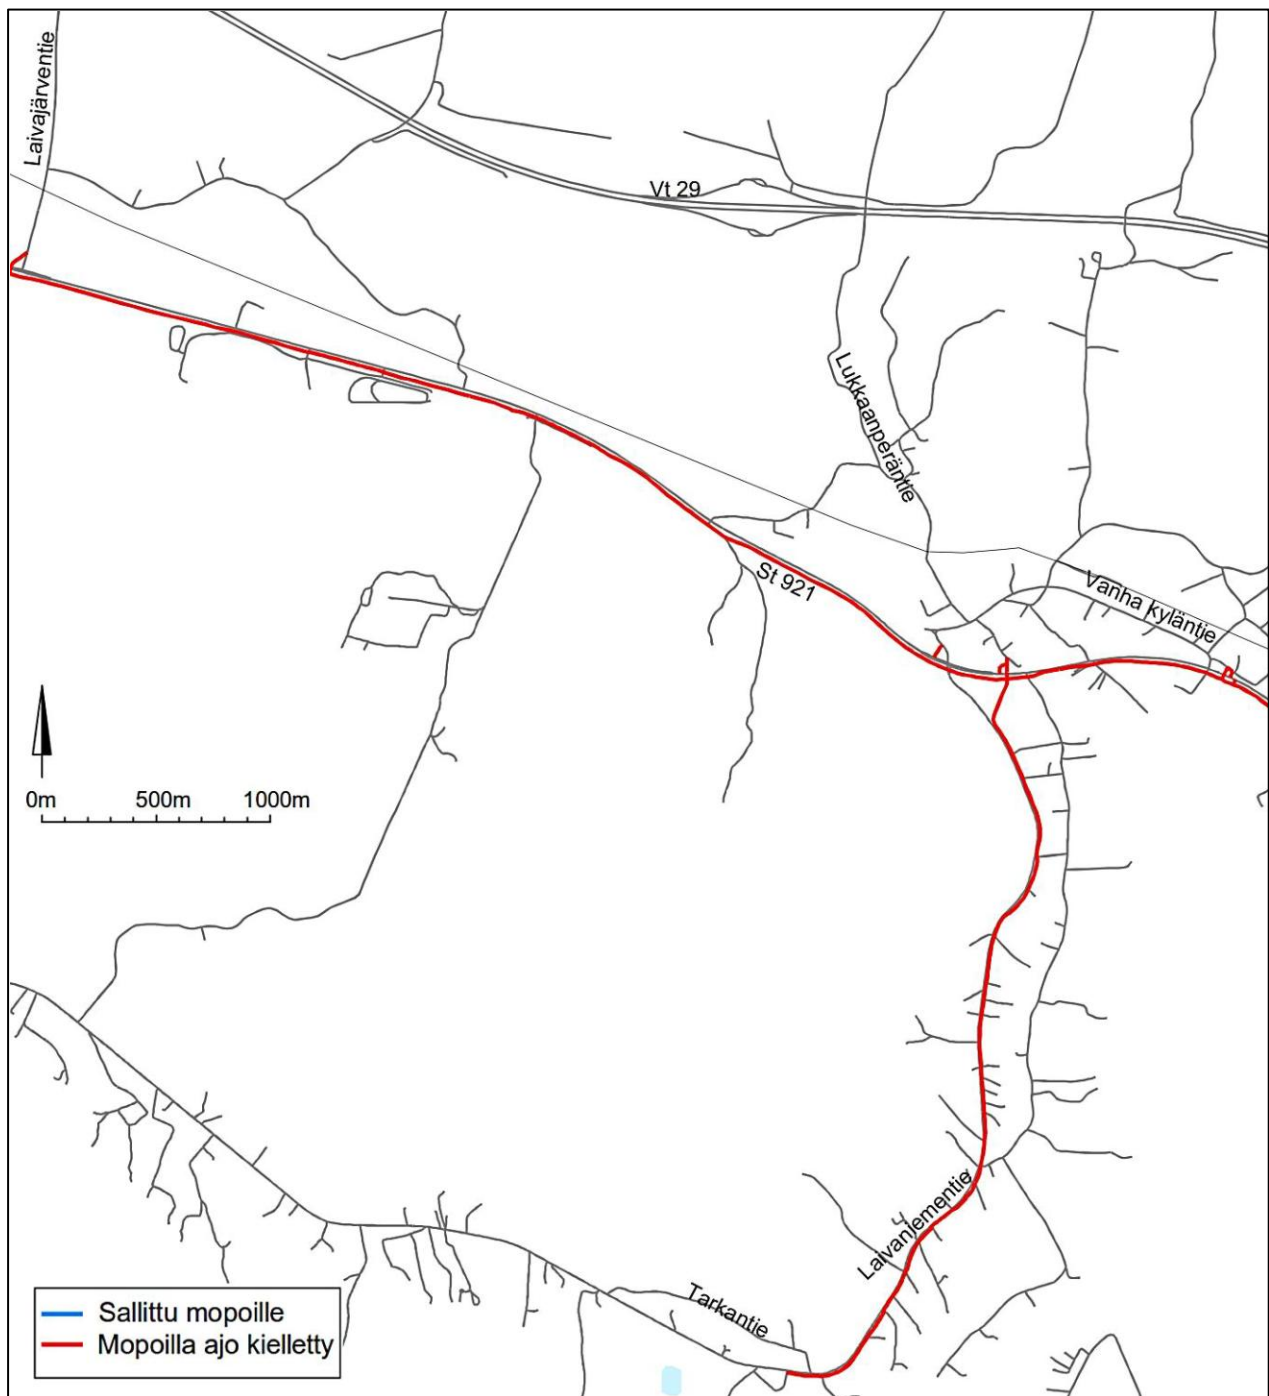 Laivajärventie
Vt 29
Lukkaanperäntie
St 921
Vanha kyläntie
0m 500m 1000m
Laivaniementie
Tarkantie
Sallittu mopoille
Mopoilla ajo kielletty